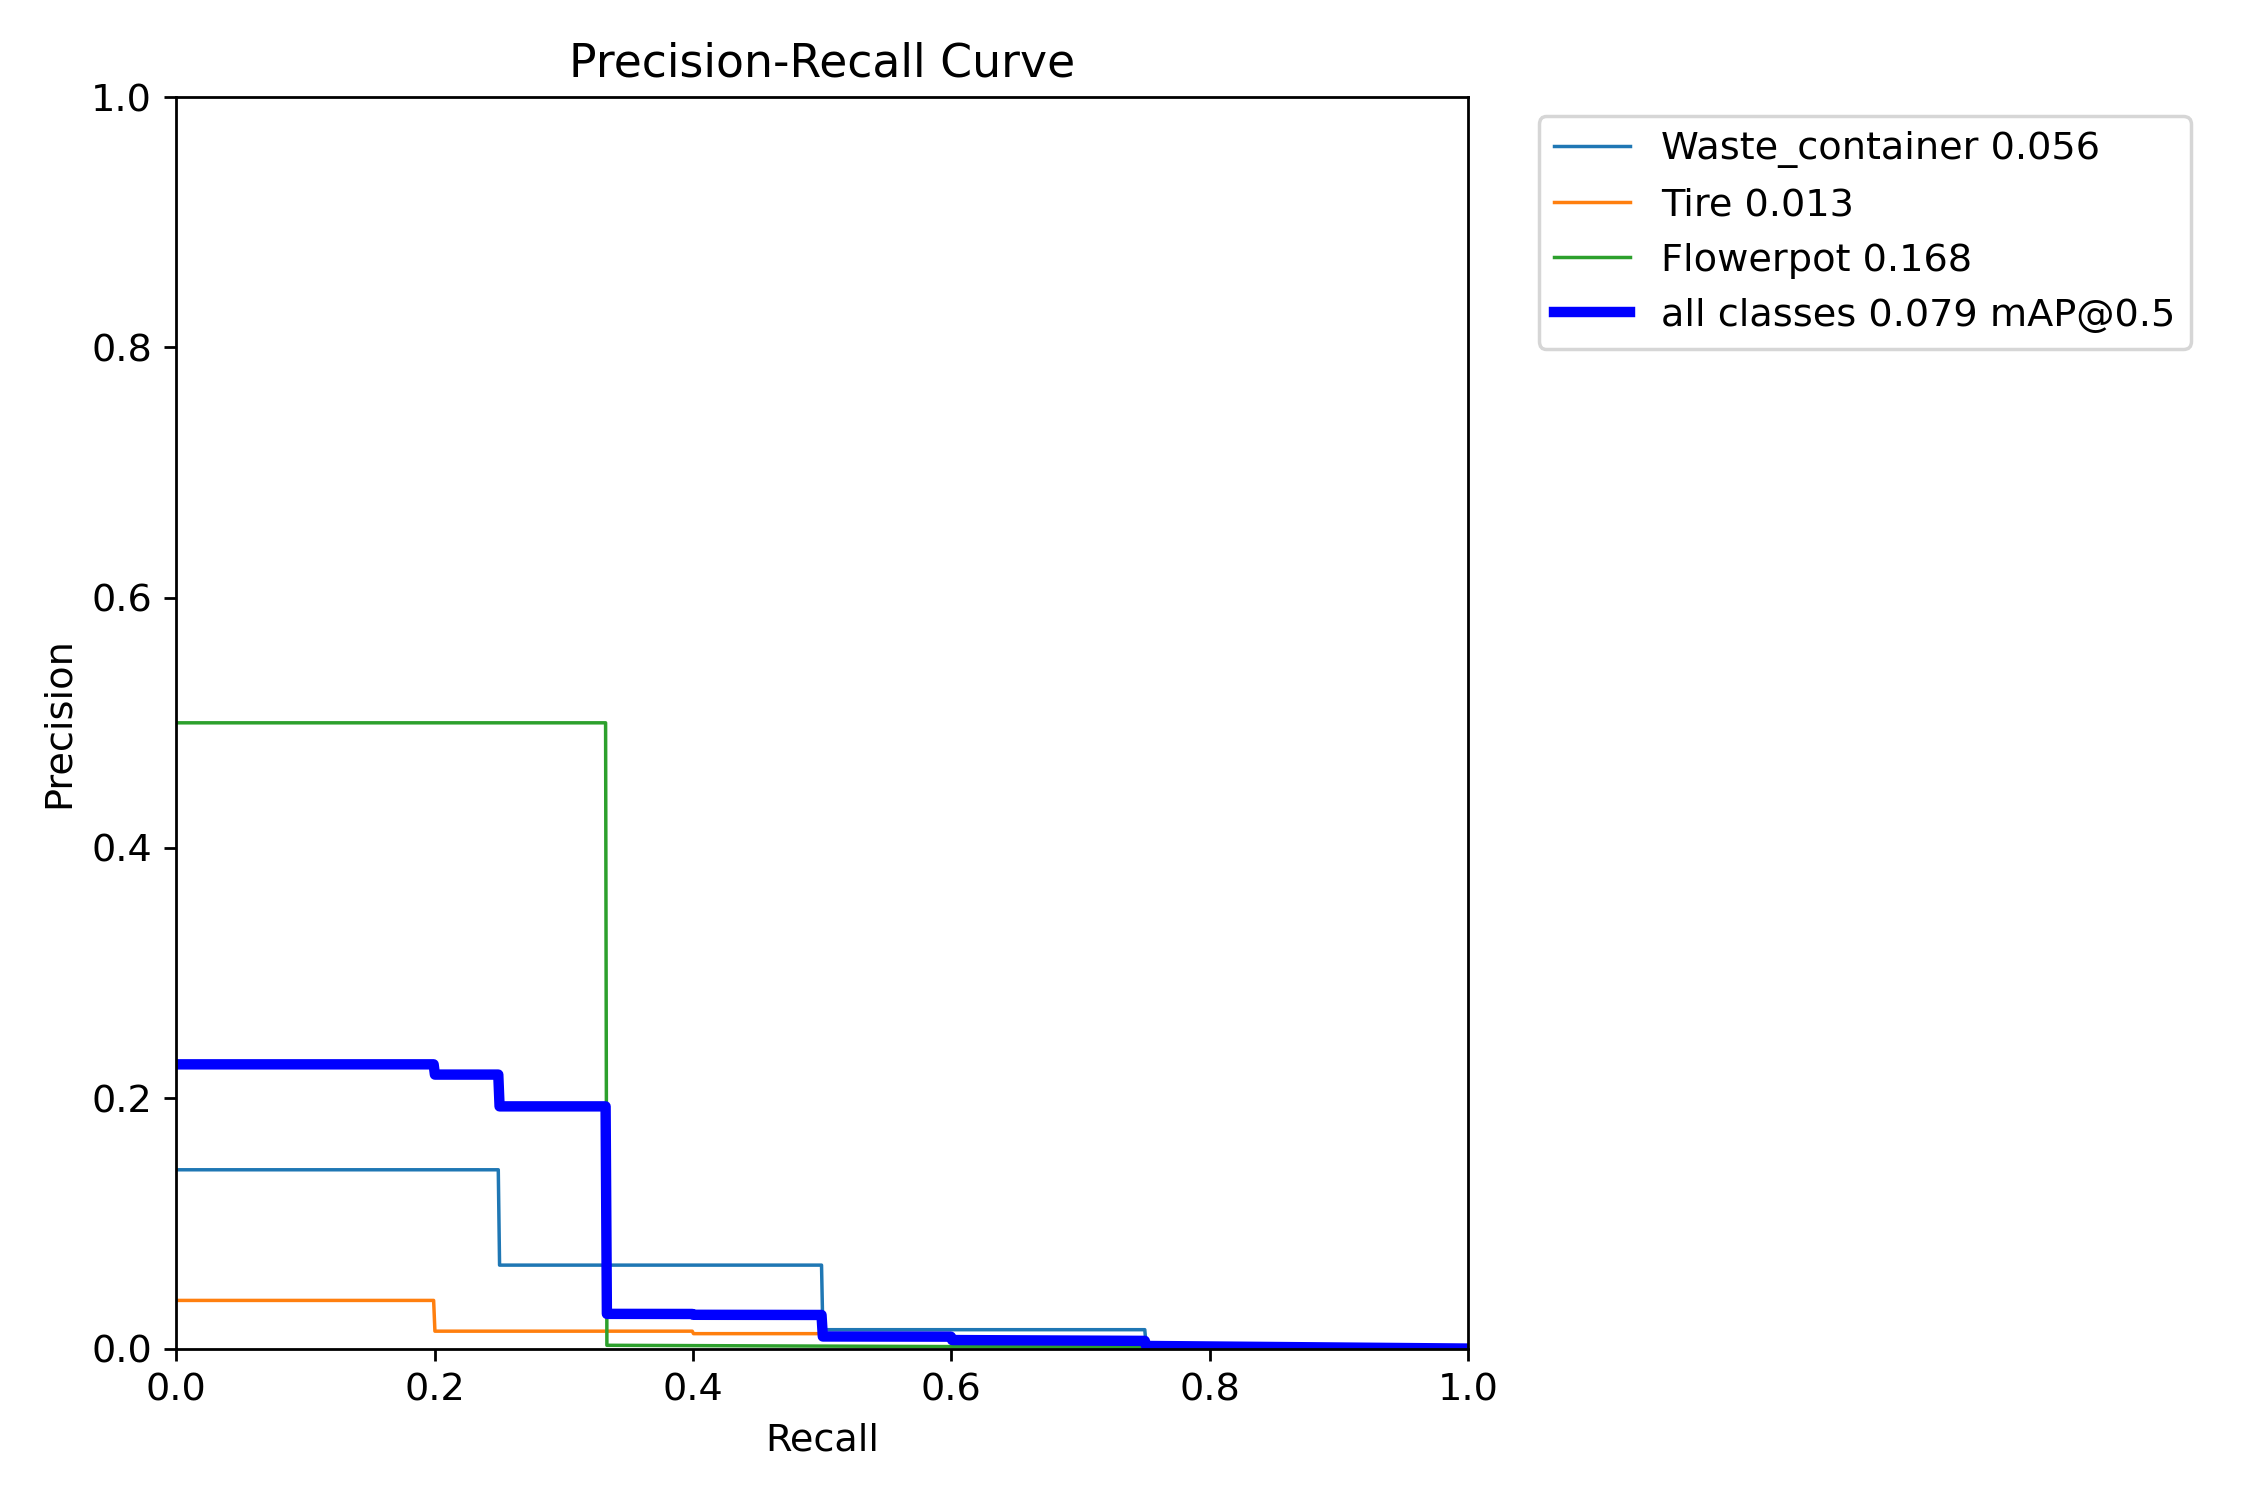 Precision-Recall Curve
1.0
0.8
0.6
0.4
0.2
0.0
Precision
0.0 0.2 0.4 0.6 0.8 1.0
Recall
Waste_container 0.056
Tire 0.013
Flowerpot 0.168
all classes 0.079 mAP@0.5